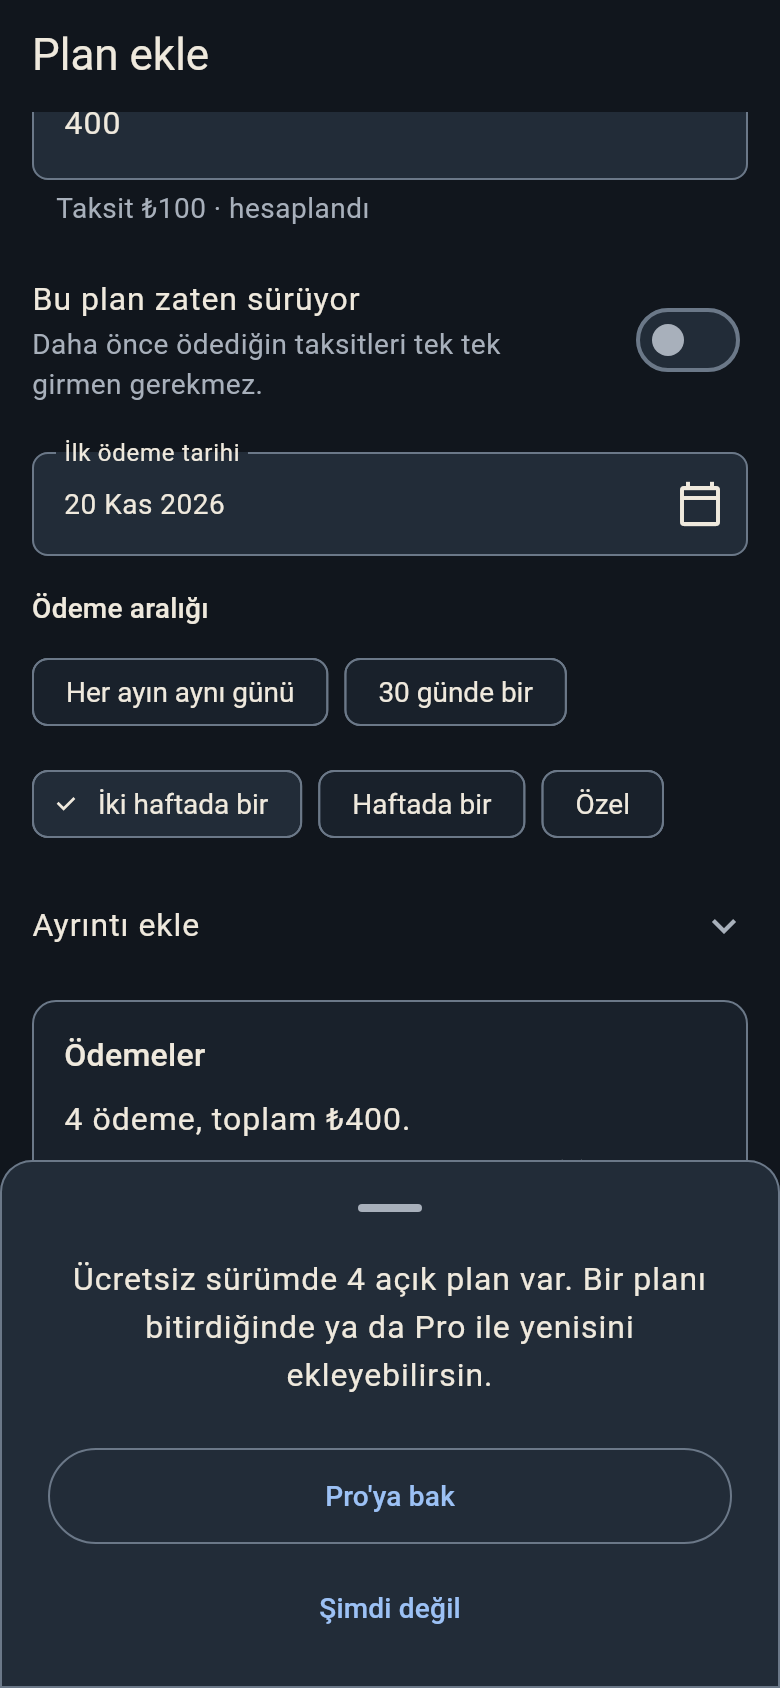 Plan ekle
400
Taksit ₺100 · hesaplandı
Bu plan zaten sürüyor
Daha önce ödediğin taksitleri tek tek
girmen gerekmez.
İlk ödeme tarihi
20 Kas 2026
Ödeme aralığı
Her ayın aynı günü
30 günde bir
İki haftada bir
Haftada bir
Özel
Ayrıntı ekle
Ödemeler
4 ödeme, toplam ₺400.
Ücretsiz sürümde 4 açık plan var. Bir planı
bitirdiğinde ya da Pro ile yenisini
ekleyebilirsin.
Pro'ya bak
Şimdi değil